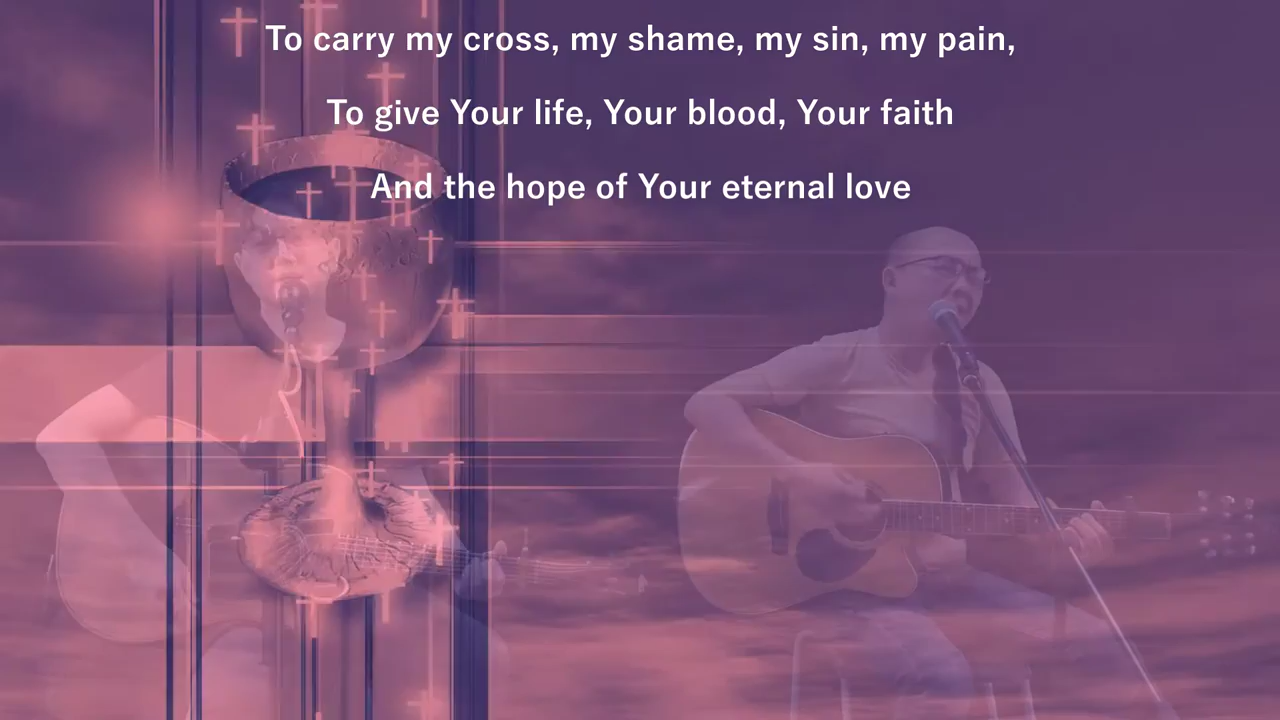 To carry my cross, my shame, my sin, my pain,
To give Your life, Your blood, Your faith
And the hope of Your eternal love